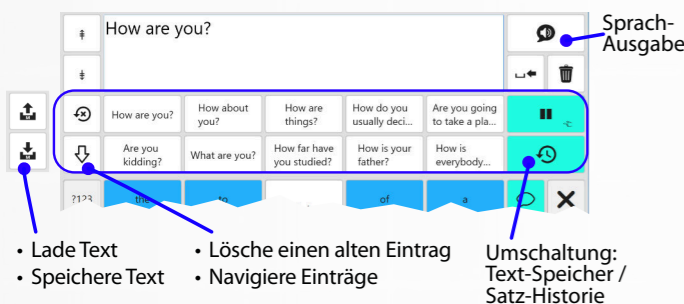 How are you?
Sprach-
Ausgabe
How are you?
How about
you?
How are
things?
How do you
usually deci...
Are you going
to take a pla...
Are you
kidding?
What are you?
How far have
you studied?
How is your
father?
How is
everybody...
?123
the
to
of
a
• Lade Text
• Speichere Text
• Lösche einen alten Eintrag
• Navigiere Einträge
Umschaltung:
Text-Speicher /
Satz-Historie